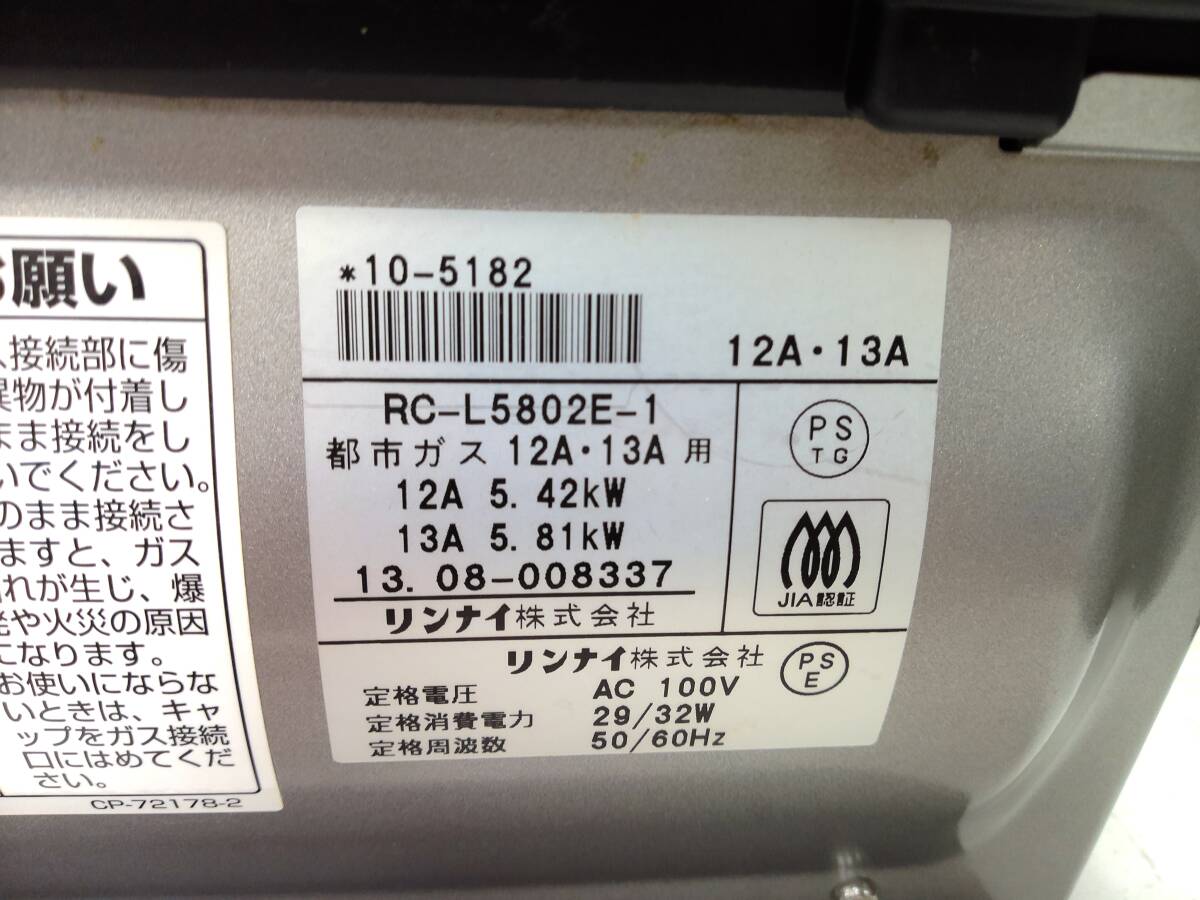 お願い
接続部に傷
異物が付着し
まま接続をし
いでください。
のまま接続さ
ますと、ガス
れが生じ、爆
発や火災の原因
になります。
お使いにならな
いときは、キャ
ップをガス接続
口にはめてくだ
さい。
CP-72178-2
*10-5182
12A・13A
RC-L5802E-1
都市ガス 12A・13A 用
12A 5.42kW
13A 5.81kW
13.08-008337
リンナイ株式会社
PS
TG
JIA認証
リンナイ株式会社
PS
E
定格電圧 AC 100V
定格消費電力 29/32W
定格周波数 50/60Hz